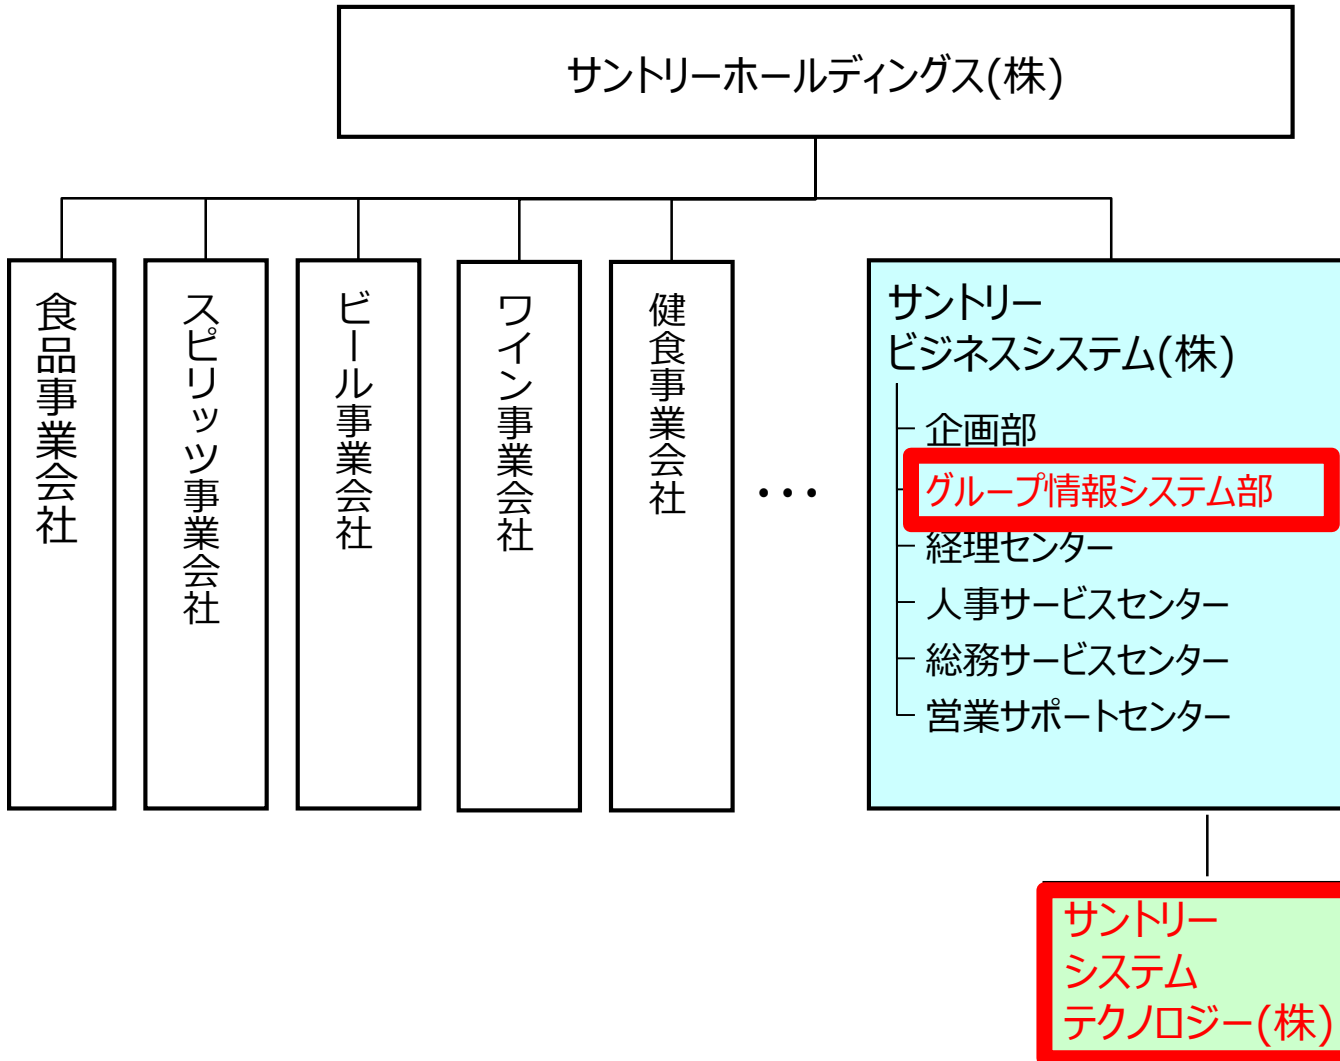 サントリーホールディングス(株)
食品事業会社
スピリッツ事業会社
ビール事業会社
ワイン事業会社
健食事業会社
・・・
サントリー
ビジネスシステム(株)
企画部
グループ情報システム部
経理センター
人事サービスセンター
総務サービスセンター
営業サポートセンター
サントリー
システム
テクノロジー(株)